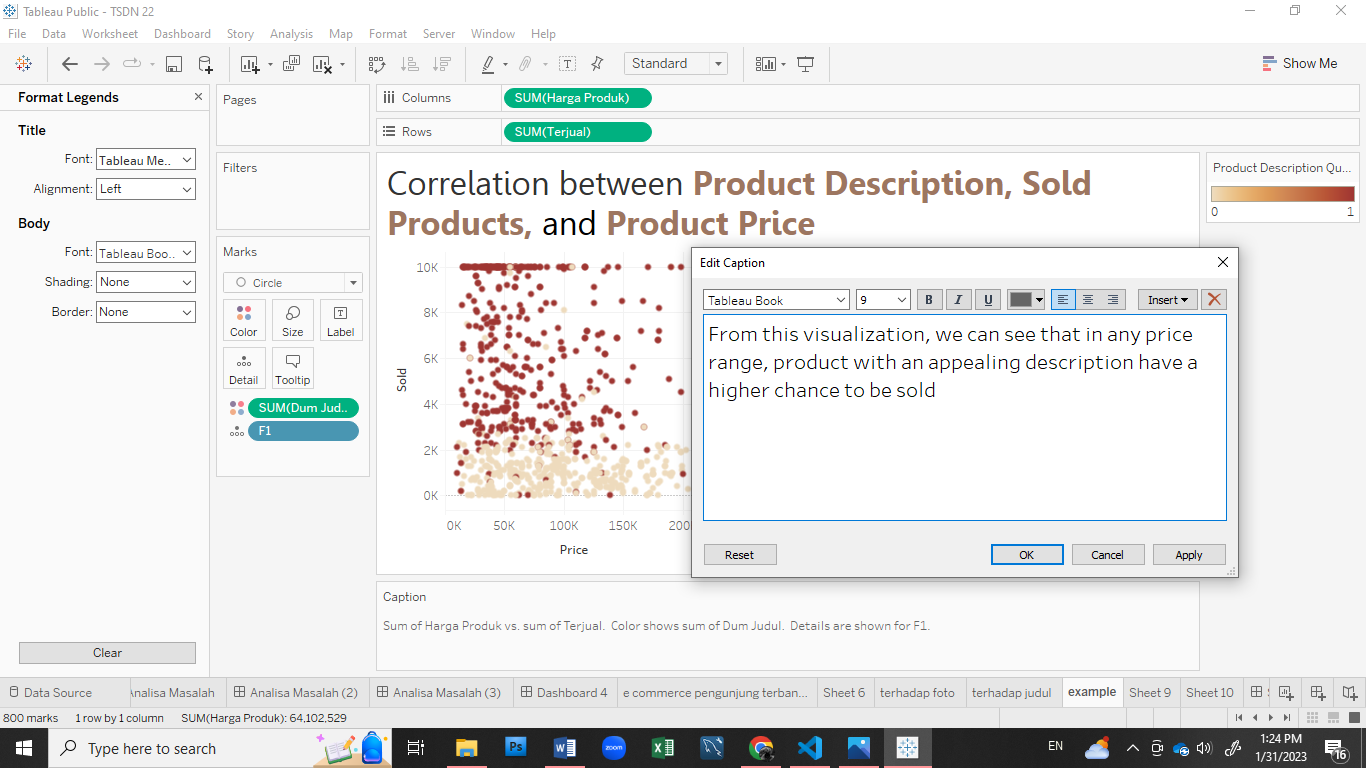 Tableau Public - TSDN 22
File Data Worksheet Dashboard Story Analysis Map Format Server Window Help
Standard
Show Me
Format Legends
Title
Font: Tableau Me..
Alignment: Left
Body
Font: Tableau Boo..
Shading: None
Border: None
Clear
Pages
Filters
Marks
Circle
Color Size Label
Detail Tooltip
SUM(Dum Jud..
F1
Columns SUM(Harga Produk)
Rows SUM(Terjual)
Correlation between Product Description, Sold
Products, and Product Price
10K
8K
6K
4K
2K
0K
Sold
0K 50K 100K 150K
Price
Product Description Qu...
0 1
Edit Caption
Tableau Book 9 B I U Insert
From this visualization, we can see that in any price
range, product with an appealing description have a
higher chance to be sold
Reset OK Cancel Apply
Caption
Sum of Harga Produk vs. sum of Terjual. Color shows sum of Dum Judul. Details are shown for F1.
Data Source Analisa Masalah Analisa Masalah (2) Analisa Masalah (3) Dashboard 4 e commerce pengunjung terban... Sheet 6 terhadap foto terhadap judul example Sheet 9 Sheet 10
800 marks 1 row by 1 column SUM(Harga Produk): 64,102,529
Type here to search
Ps
zoom
EN
1:24 PM
1/31/2023
16